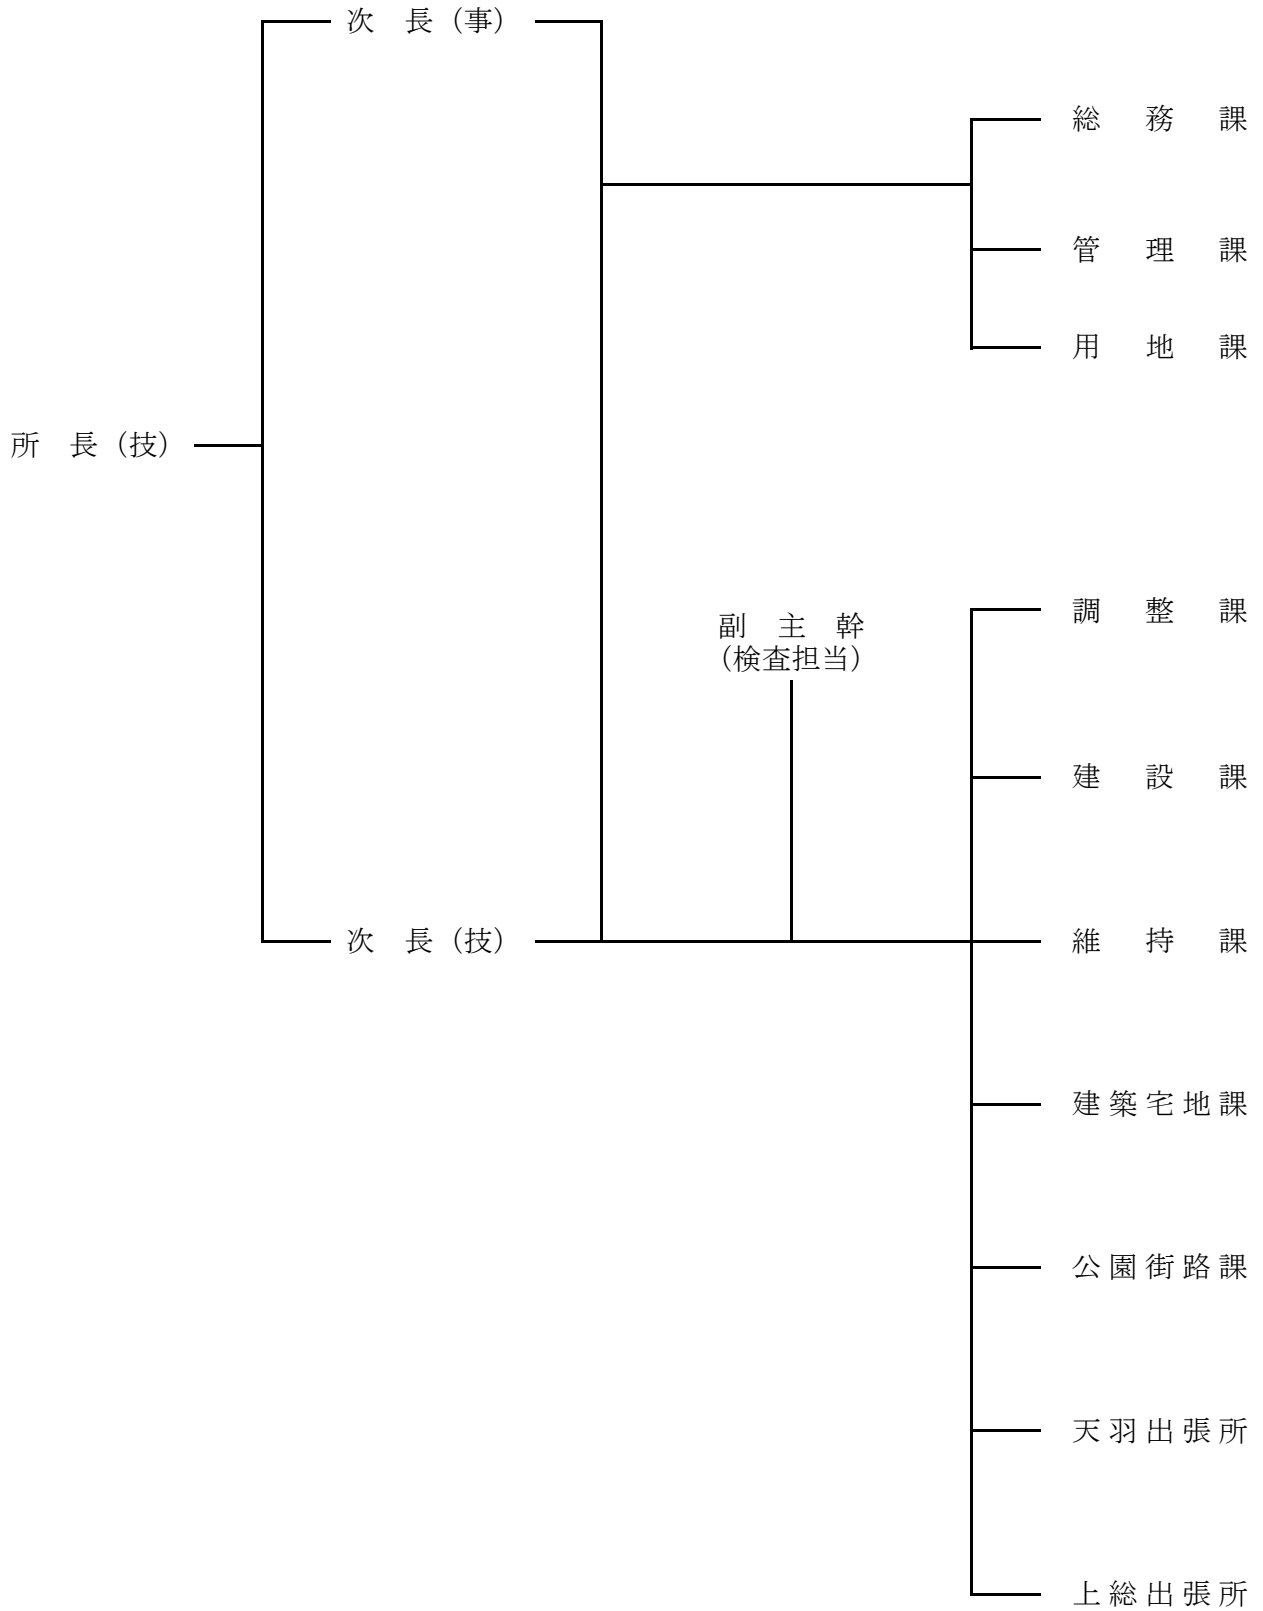 次　長（事）
総　務　課
管　理　課
用　地　課
所　長（技）
副　主　幹
（検査担当）
調　整　課
建　設　課
次　長（技）
維　持　課
建築宅地課
公園街路課
天羽出張所
上総出張所